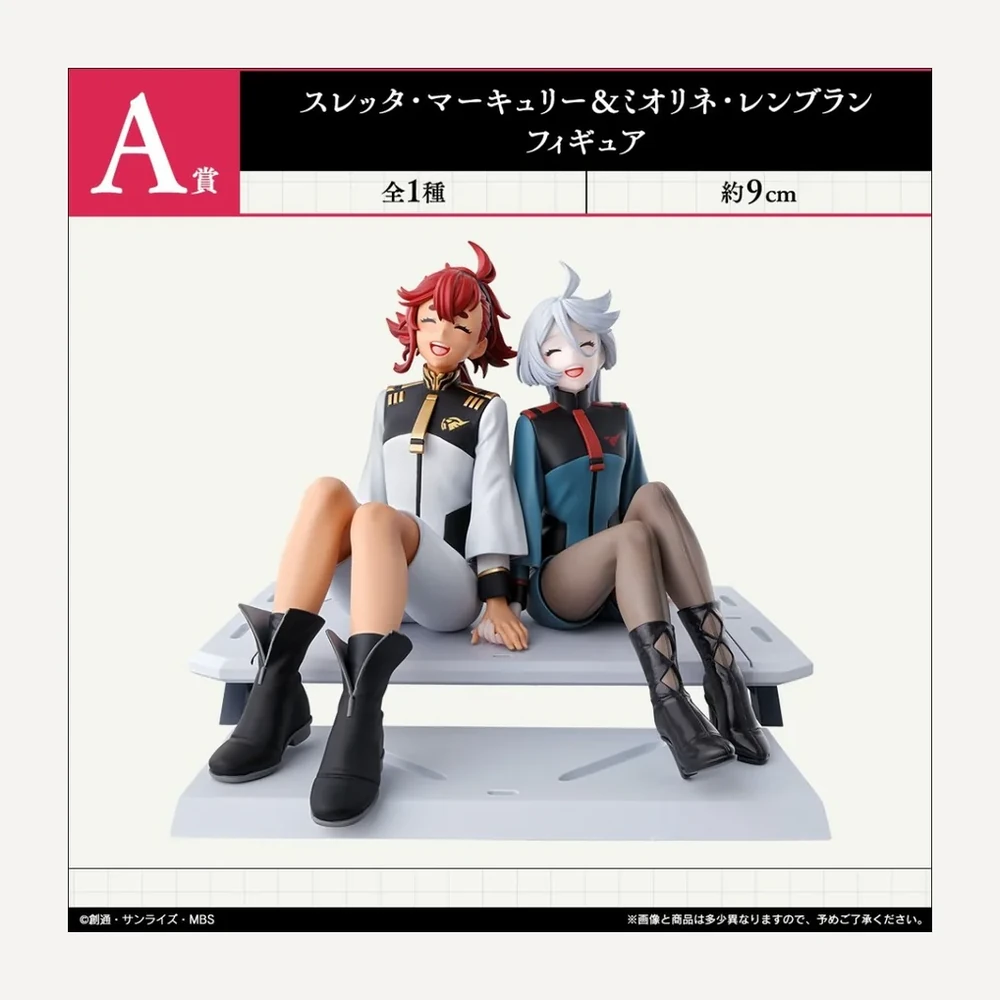 A賞
スレッタ・マーキュリー&ミオリネ・レンブラン
フィギュア
全1種
約9cm
©創通・サンライズ・MBS
※画像と商品は多少異なりますので、予めご了承ください。